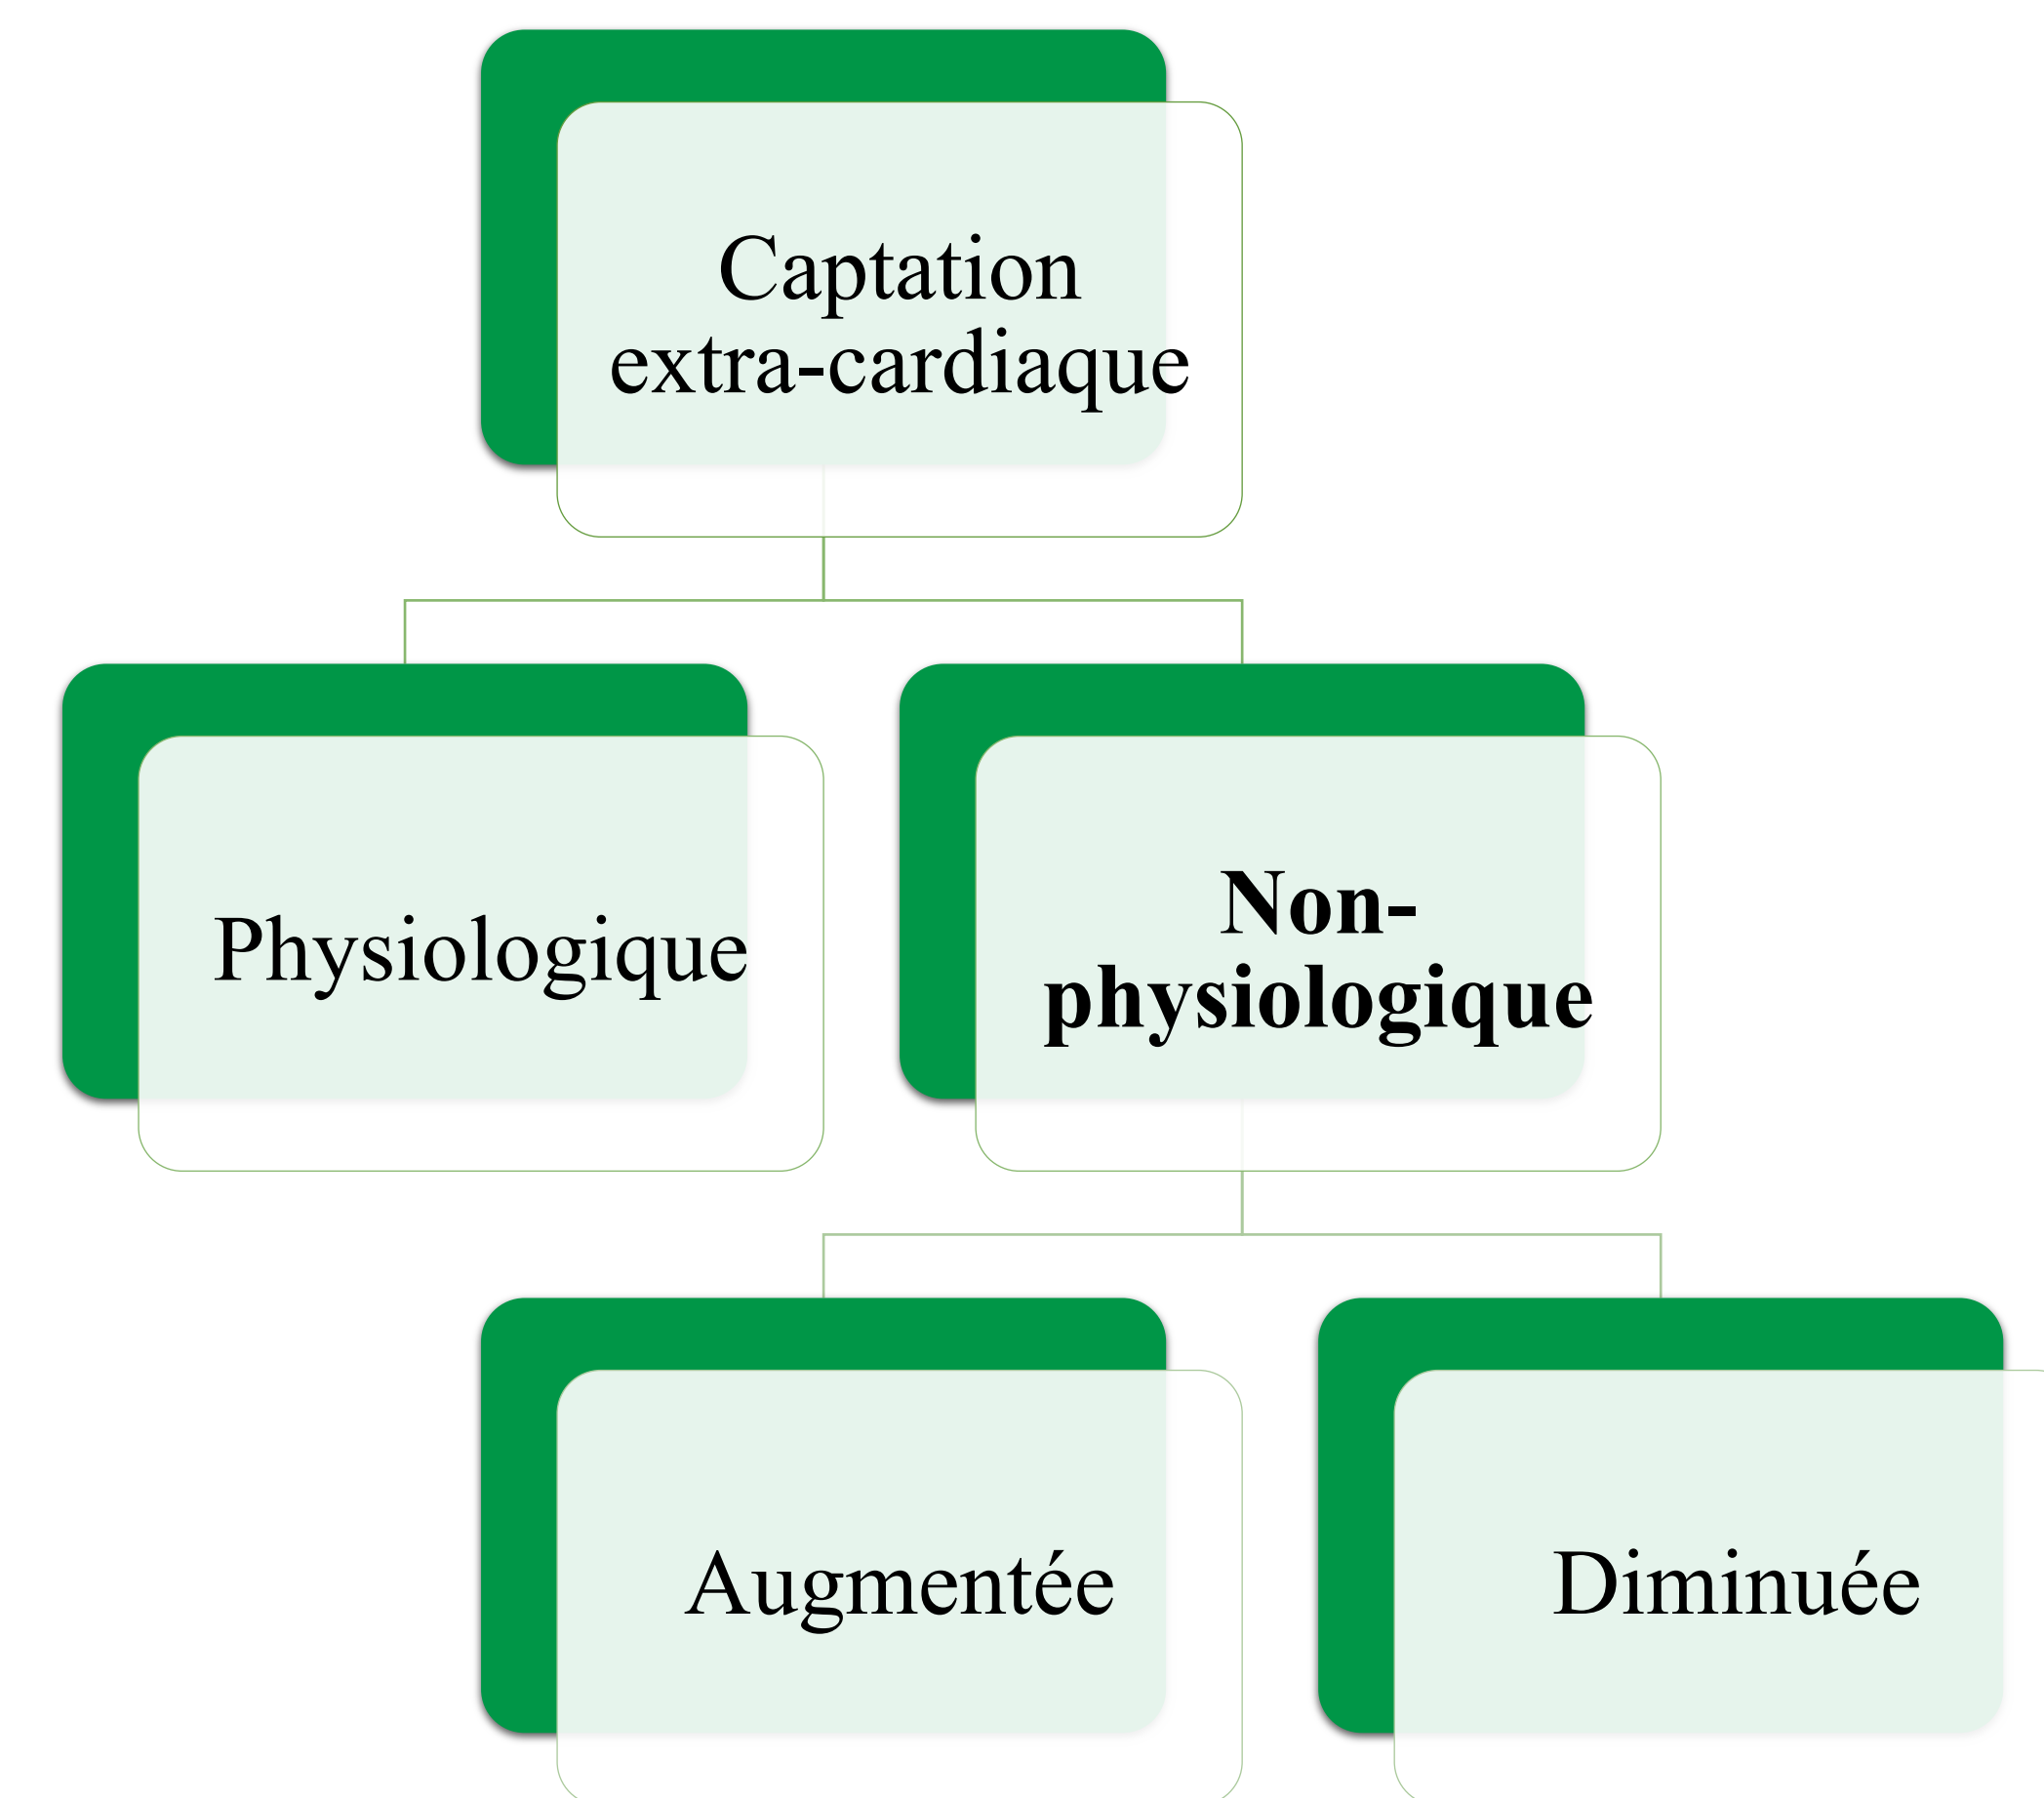 Captation
extra-cardiaque
Physiologique
Non-
physiologique
Augmentée
Diminuée